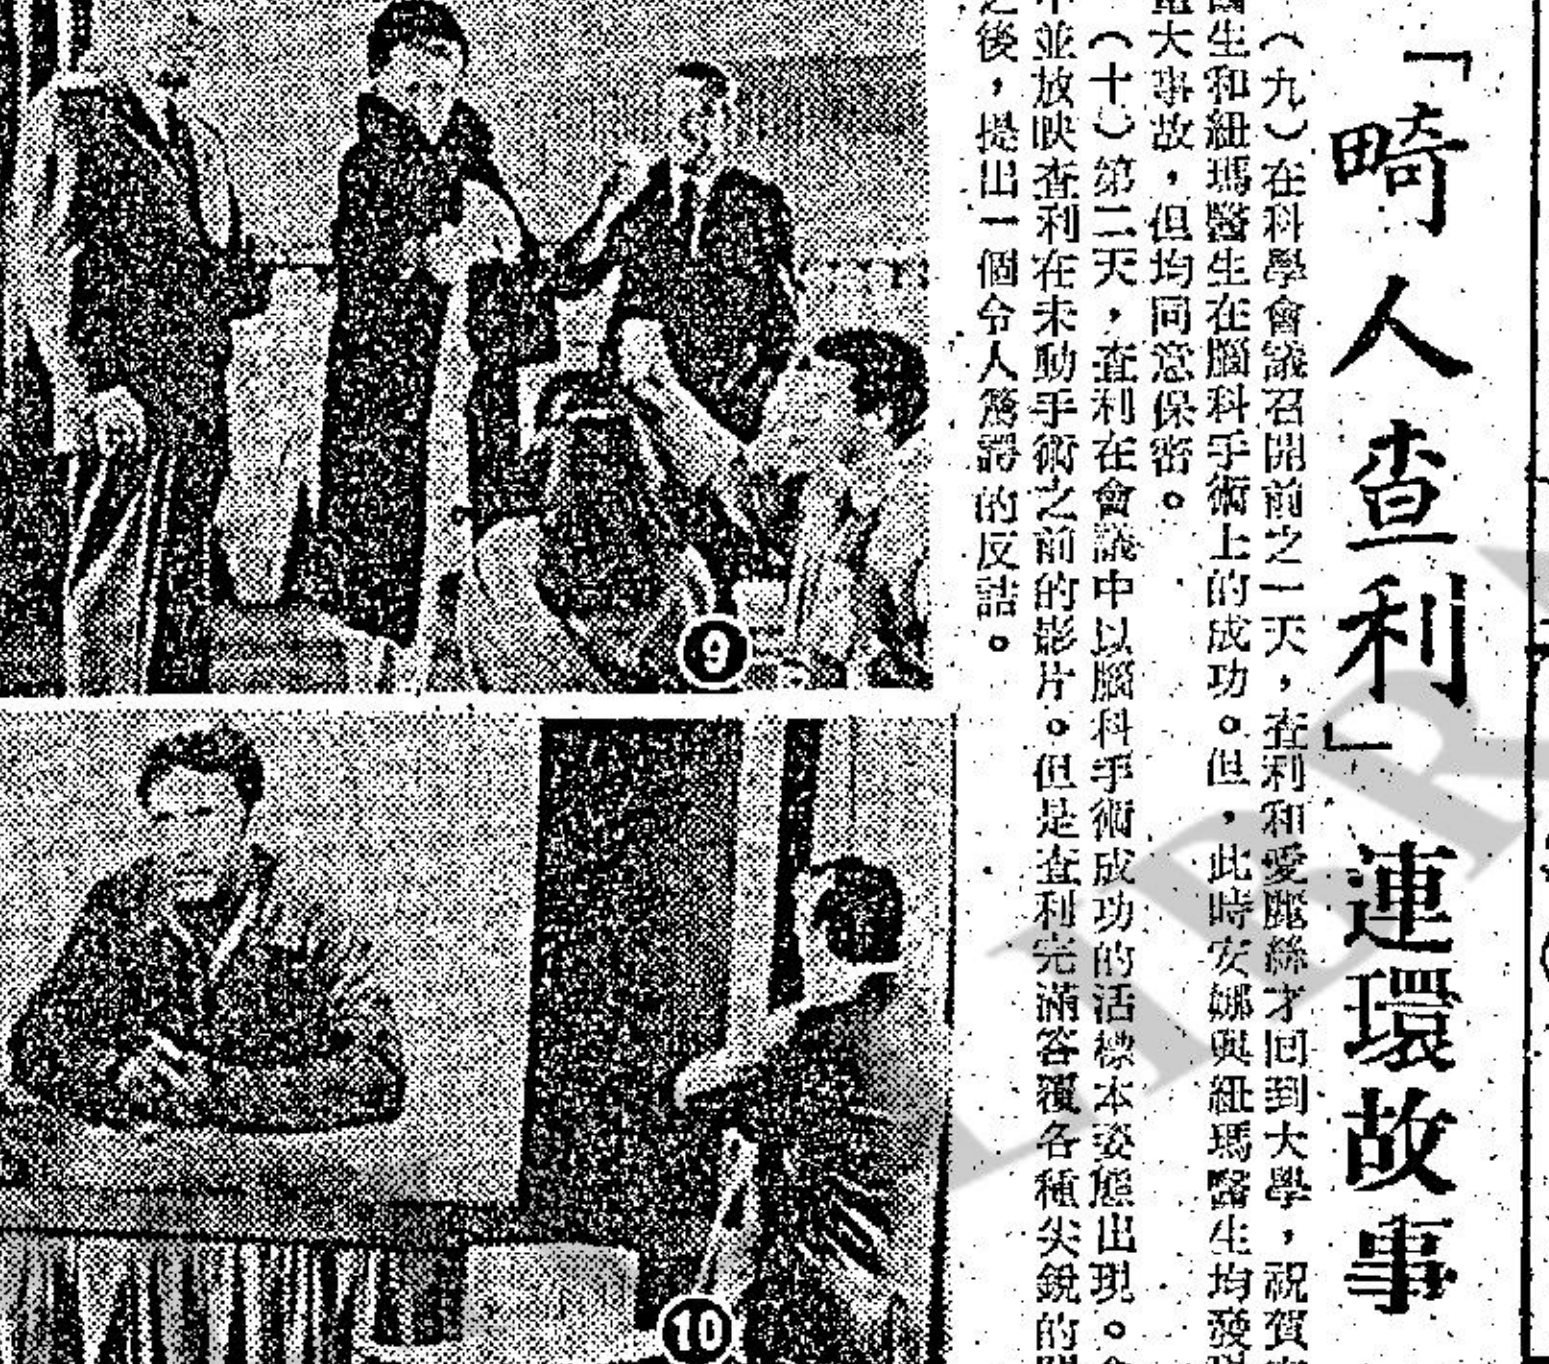 「畸人查利」連環故事
（九）在科學會議召開前之一天，查利和愛麗絲才回到大學，祝賀
生和紐瑪醫生在腦科手術上的成功。但，此時安娜與紐瑪醫生均發
大事故，但均同意保密。
（十）第二天，查利在會議中以腦科手術成功的活標本姿態出現。
並放映查利在未動手術之前的影片。但是查利完滿答覆各種尖銳的
之後，提出一個令人驚諤的反詰。
9
10